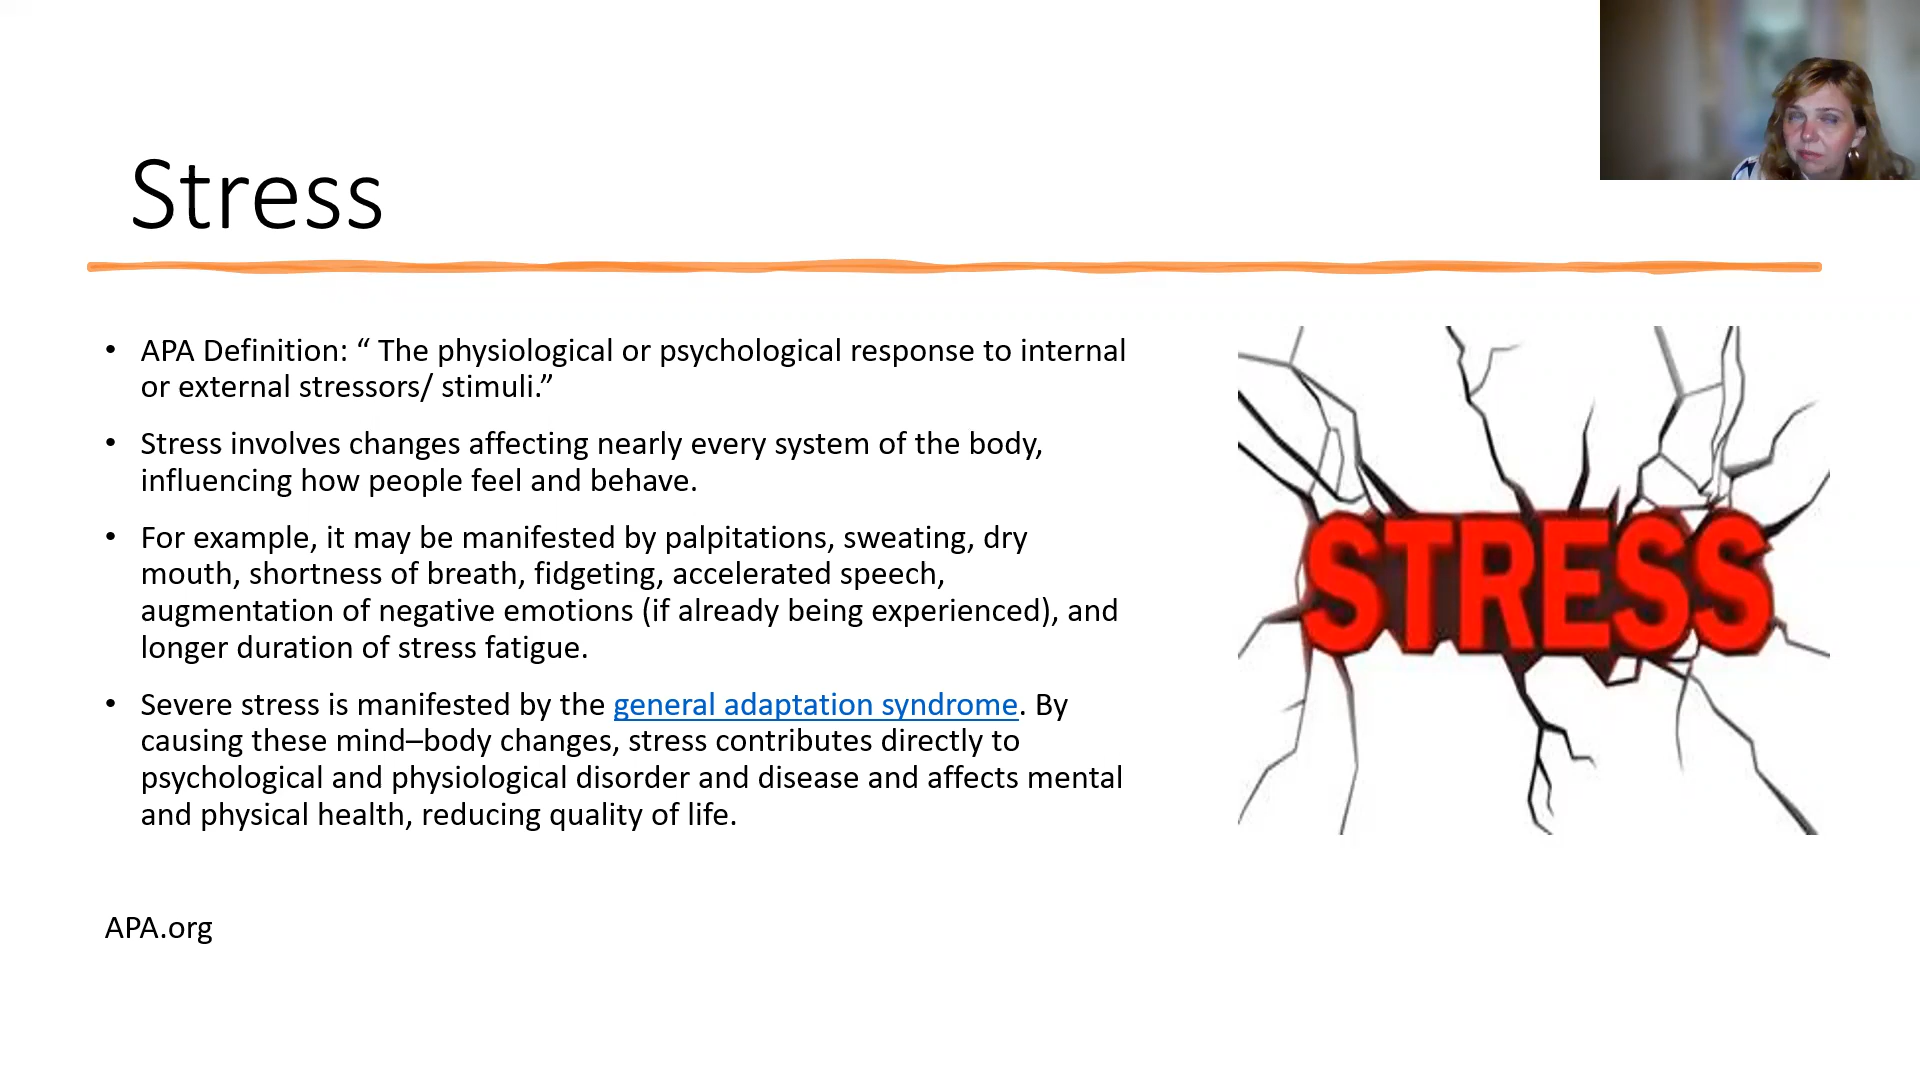 Stress
• APA Definition: “ The physiological or psychological response to internal
or external stressors/ stimuli.”
• Stress involves changes affecting nearly every system of the body,
influencing how people feel and behave.
• For example, it may be manifested by palpitations, sweating, dry
mouth, shortness of breath, fidgeting, accelerated speech,
augmentation of negative emotions (if already being experienced), and
longer duration of stress fatigue.
• Severe stress is manifested by the general adaptation syndrome. By
causing these mind–body changes, stress contributes directly to
psychological and physiological disorder and disease and affects mental
and physical health, reducing quality of life.
APA.org
STRESS